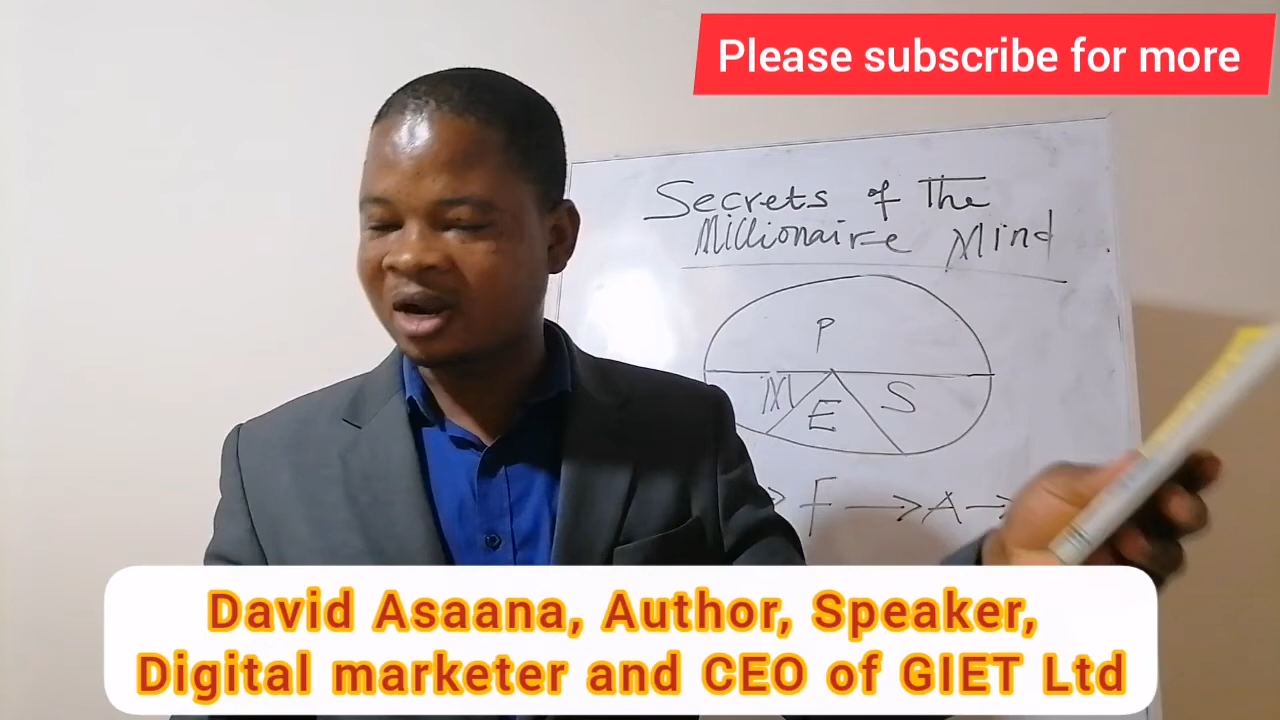 Please subscribe for more
Secrets of The
Millionaire Mind
P
M E S
→ F → A →
David Asaana, Author, Speaker,
Digital marketer and CEO of GIET Ltd